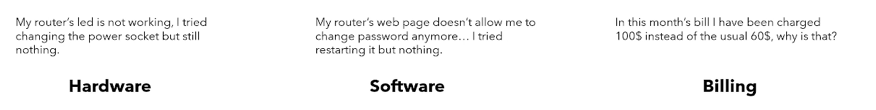 My router's led is not working, I tried
changing the power socket but still
nothing.
Hardware
My router's web page doesn't allow me to
change password anymore... I tried
restarting it but nothing.
Software
In this month's bill I have been charged
100$ instead of the usual 60$, why is that?
Billing